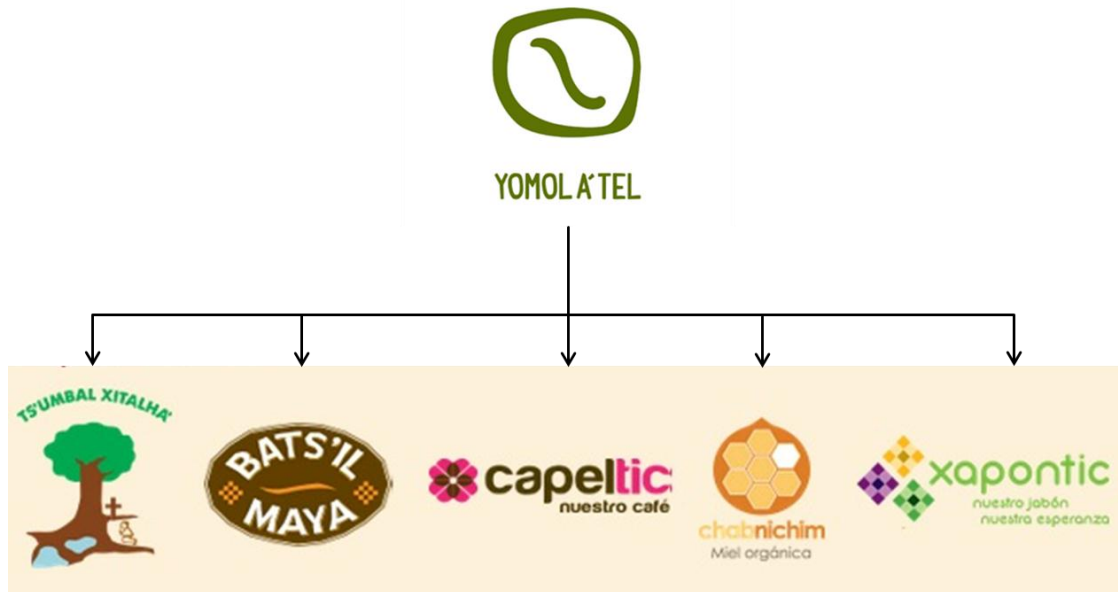 YOMOL A´TEL
TS'UMBAL XITALHA'
BATS'IL
MAYA
capeltic
nuestro café
chabnichim
Miel orgánica
xapontic
nuestro jabón
nuestra esperanza